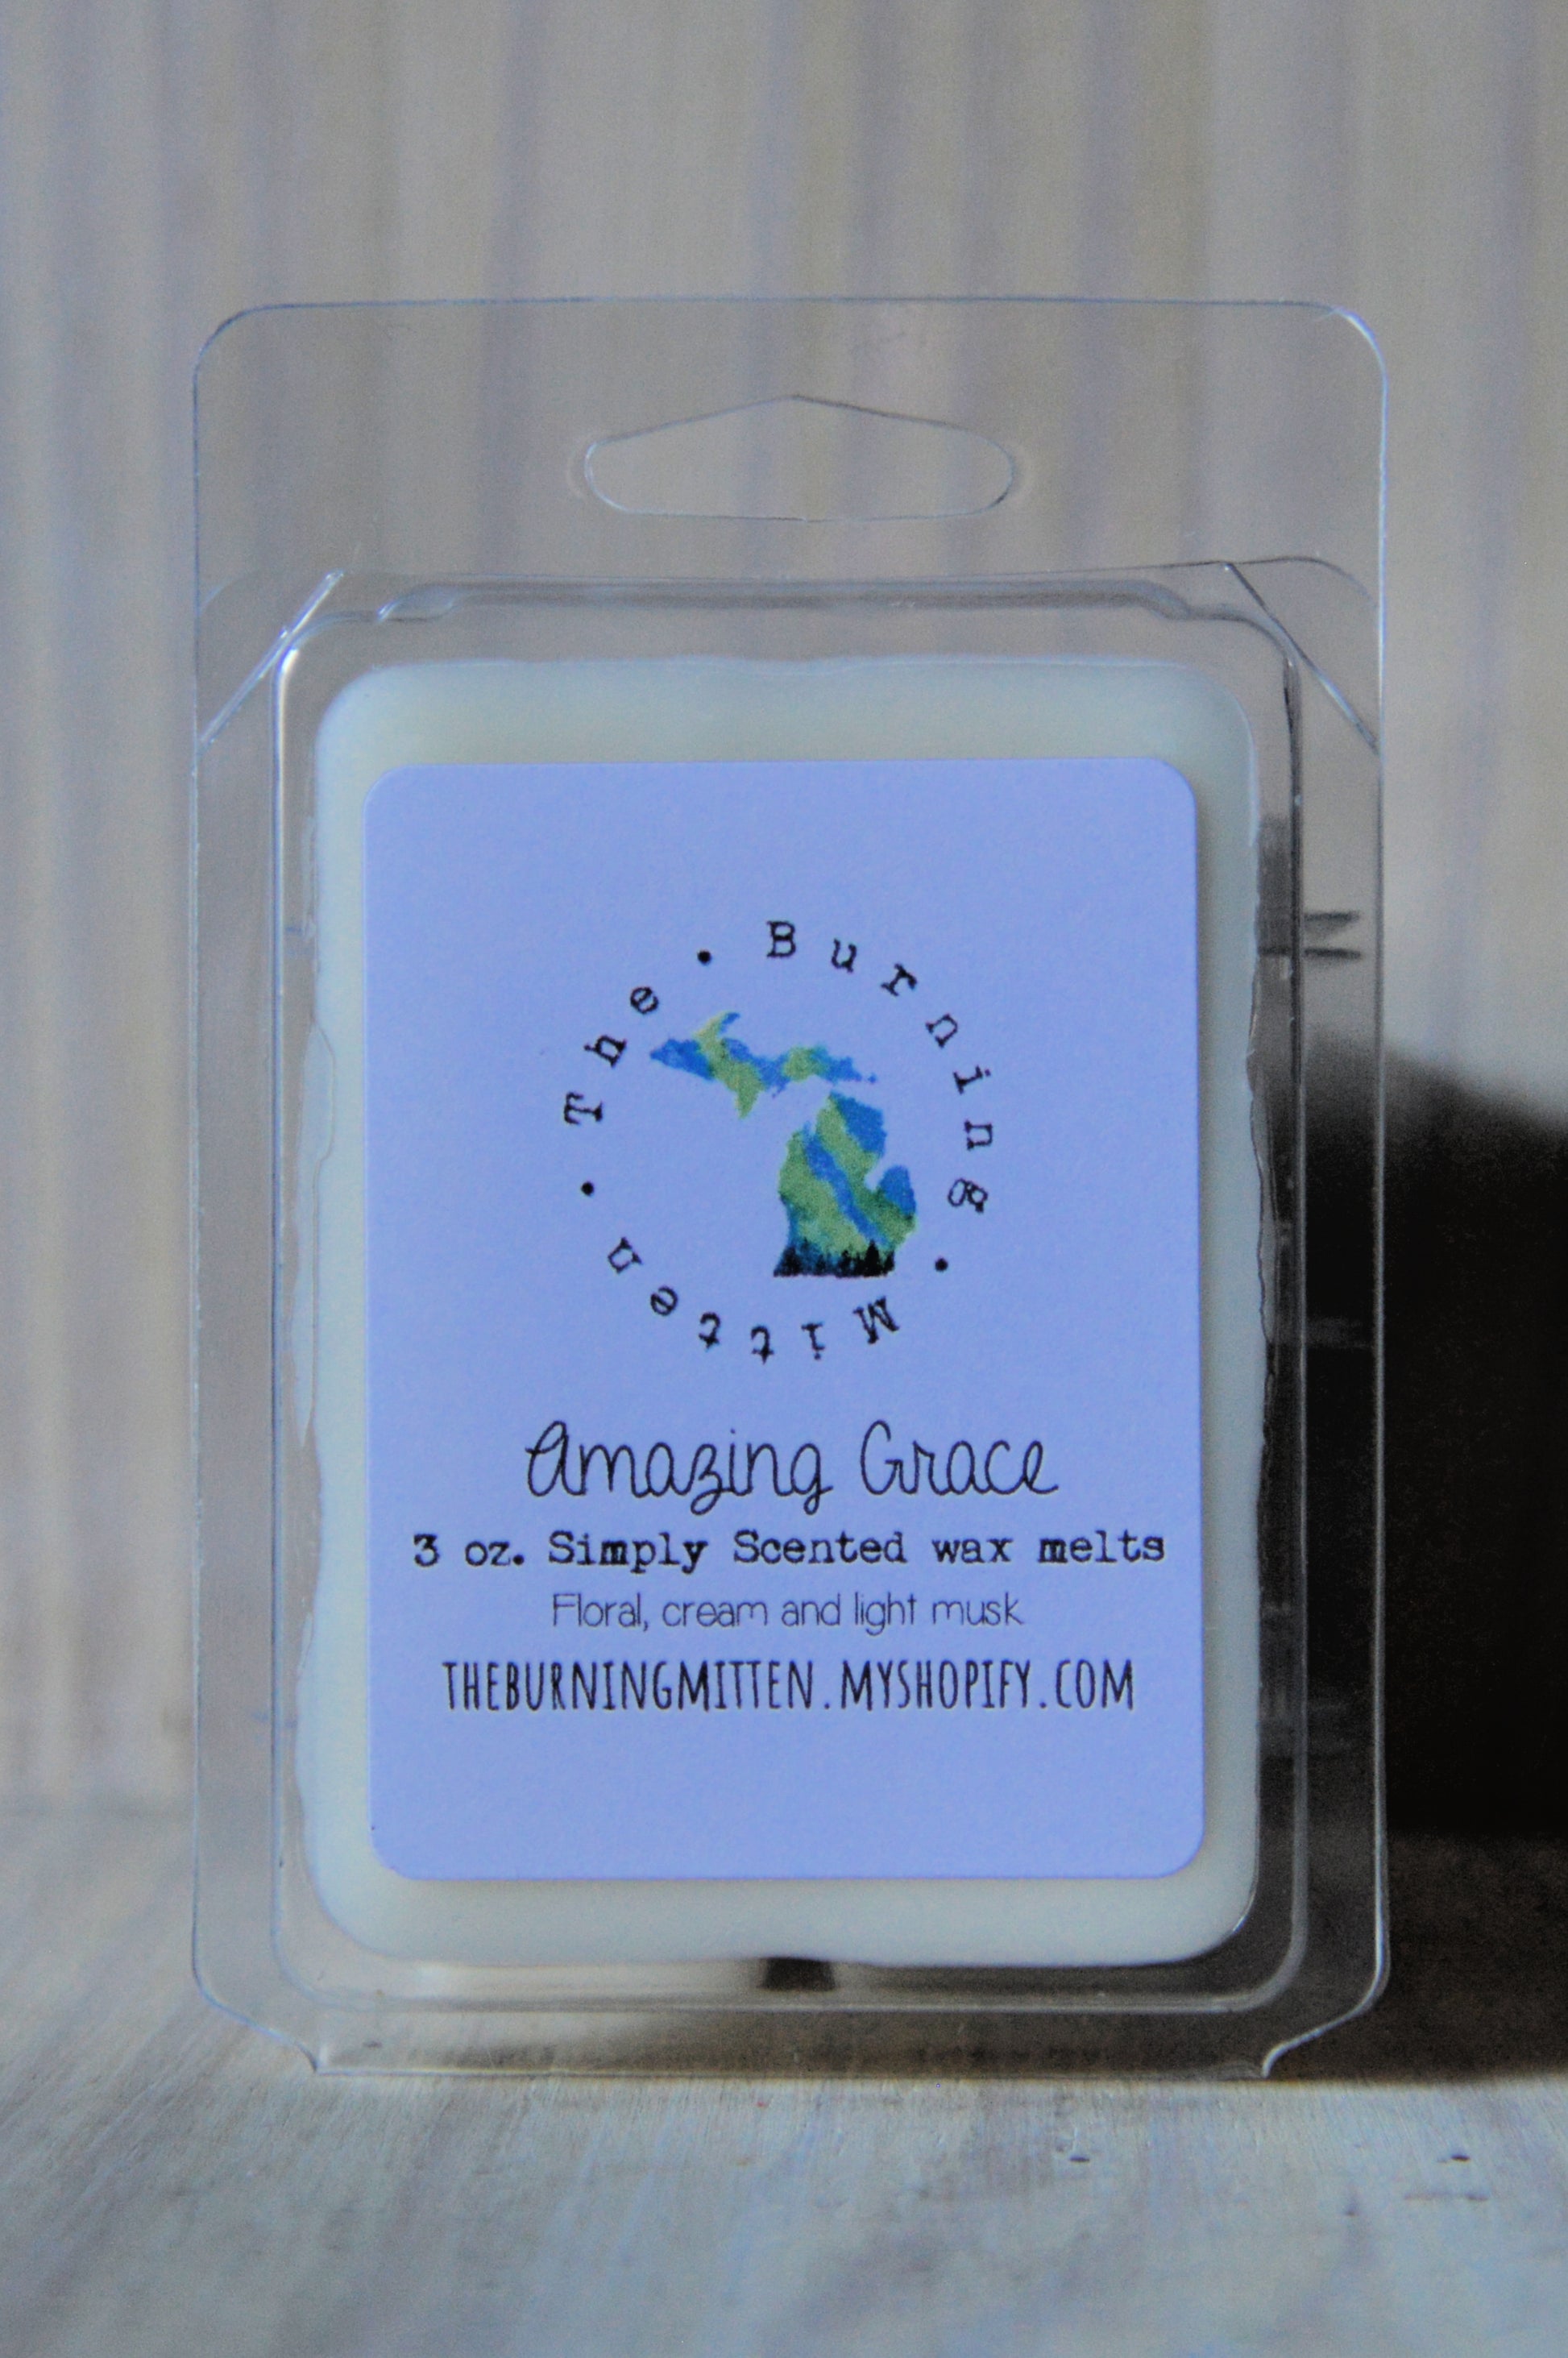 The • Burning • Mitten •
Amazing Grace
3 oz. Simply Scented wax melts
Floral, cream and light musk
THEBURNINGMITTEN.MYSHOPIFY.COM